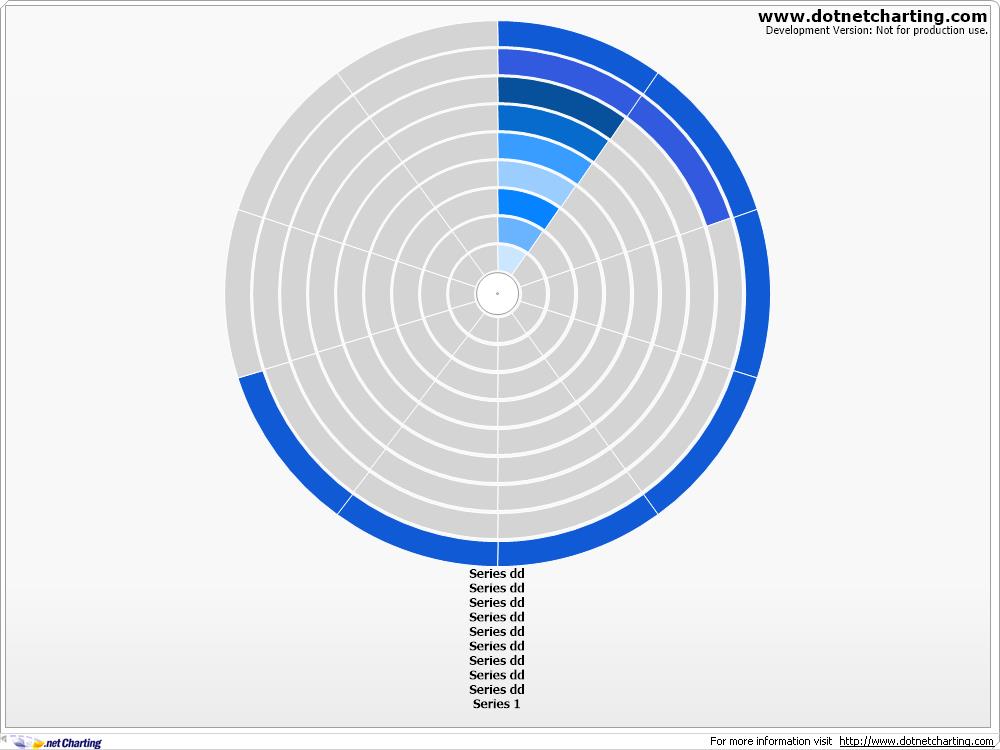 www.dotnetcharting.com
Development Version: Not for production use.
Series dd
Series dd
Series dd
Series dd
Series dd
Series dd
Series dd
Series dd
Series dd
Series 1
.net Charting
For more information visit http://www.dotnetcharting.com